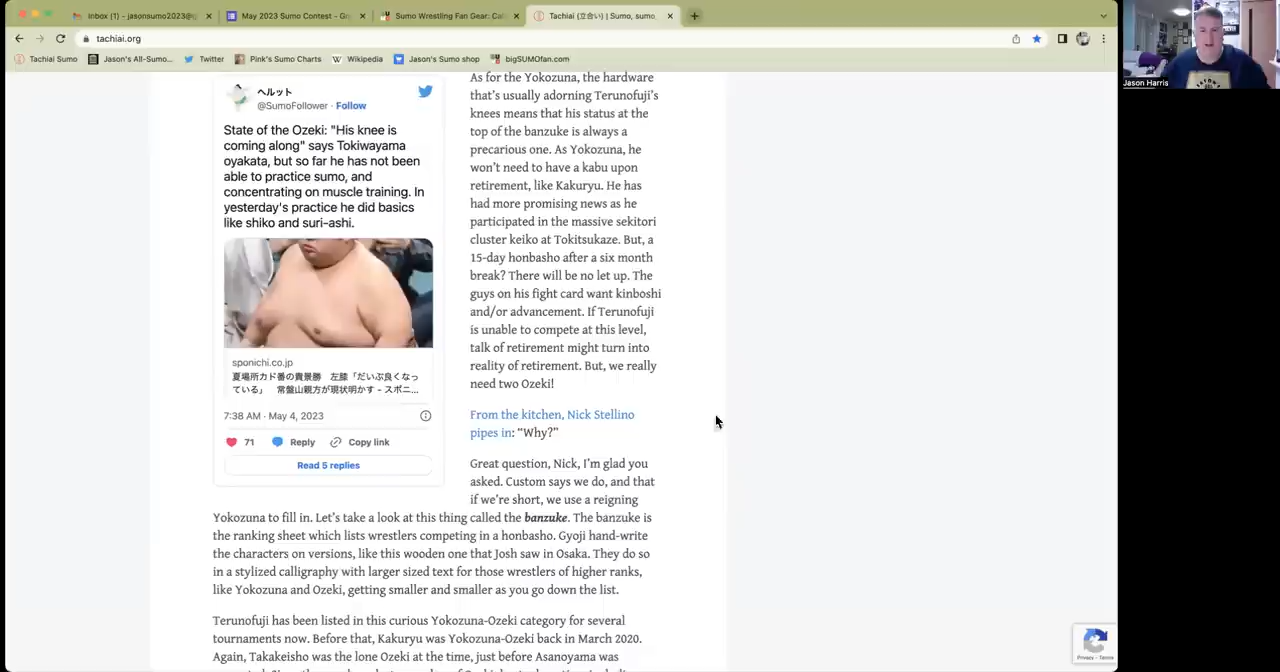 Inbox (1) - jasonsumo2023@g
May 2023 Sumo Contest - Go
Sumo Wrestling Fan Gear: Cal
Tachiai (立合い) | Sumo, sumo,
tachiai.org
Tachiai Sumo
Jason's All-Sumo...
Twitter
Pink's Sumo Charts
Wikipedia
Jason's Sumo shop
bigSUMOfan.com
Jason Harris
ヘルット
@SumoFollower · Follow
State of the Ozeki: "His knee is
coming along" says Tokiwayama
oyakata, but so far he has not been
able to practice sumo, and
concentrating on muscle training. In
yesterday's practice he did basics
like shiko and suri-ashi.
sponichi.co.jp
夏場所カド番の貴景勝 左膝「だいぶ良くなっ
ている」 常盤山親方が現状明かす - スポニ...
7:38 AM · May 4, 2023
71
Reply
Copy link
Read 5 replies
As for the Yokozuna, the hardware
that's usually adorning Terunofuji's
knees means that his status at the
top of the banzuke is always a
precarious one. As Yokozuna, he
won't need to have a kabu upon
retirement, like Kakuryu. He has
had more promising news as he
participated in the massive sekitori
cluster keiko at Tokitsukaze. But, a
15-day honbasho after a six month
break? There will be no let up. The
guys on his fight card want kinboshi
and/or advancement. If Terunofuji
is unable to compete at this level,
talk of retirement might turn into
reality of retirement. But, we really
need two Ozeki!
From the kitchen, Nick Stellino
pipes in: “Why?”
Great question, Nick, I'm glad you
asked. Custom says we do, and that
if we're short, we use a reigning
Yokozuna to fill in. Let's take a look at this thing called the banzuke. The banzuke is
the ranking sheet which lists wrestlers competing in a honbasho. Gyoji hand-write
the characters on versions, like this wooden one that Josh saw in Osaka. They do so
in a stylized calligraphy with larger sized text for those wrestlers of higher ranks,
like Yokozuna and Ozeki, getting smaller and smaller as you go down the list.
Terunofuji has been listed in this curious Yokozuna-Ozeki category for several
tournaments now. Before that, Kakuryu was Yokozuna-Ozeki back in March 2020.
Again, Takakeisho was the lone Ozeki at the time, just before Asanoyama was
Privacy - Terms